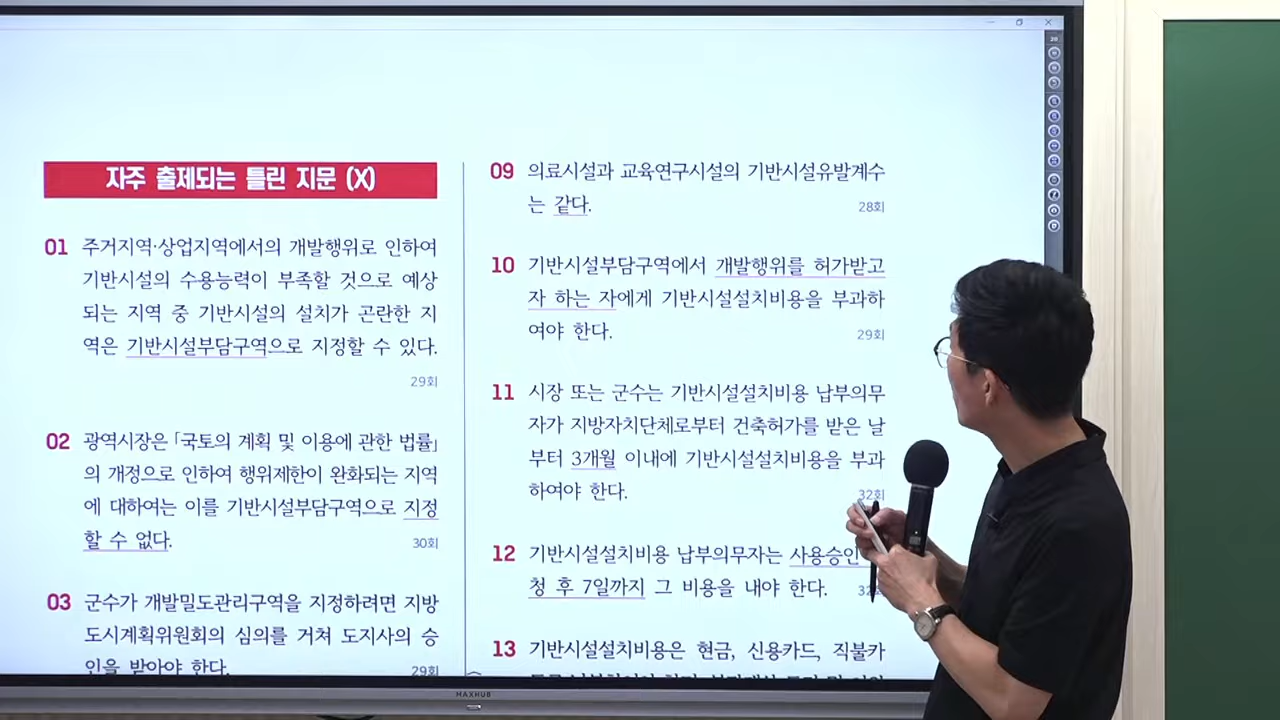 자주 출제되는 틀린 지문 (X)
01 주거지역·상업지역에서의 개발행위로 인하여
기반시설의 수용능력이 부족할 것으로 예상
되는 지역 중 기반시설의 설치가 곤란한 지
역은 기반시설부담구역으로 지정할 수 있다.
29회
02 광역시장은 「국토의 계획 및 이용에 관한 법률」
의 개정으로 인하여 행위제한이 완화되는 지역
에 대하여는 이를 기반시설부담구역으로 지정
할 수 없다. 30회
03 군수가 개발밀도관리구역을 지정하려면 지방
도시계획위원회의 심의를 거쳐 도지사의 승
인을 받아야 한다. 29회
09 의료시설과 교육연구시설의 기반시설유발계수
는 같다. 28회
10 기반시설부담구역에서 개발행위를 허가받고
자 하는 자에게 기반시설설치비용을 부과하
여야 한다. 29회
11 시장 또는 군수는 기반시설설치비용 납부의무
자가 지방자치단체로부터 건축허가를 받은 날
부터 3개월 이내에 기반시설설치비용을 부과
하여야 한다. 32회
12 기반시설설치비용 납부의무자는 사용승인
청 후 7일까지 그 비용을 내야 한다.
13 기반시설설치비용은 현금, 신용카드, 직불카
MAXHUB